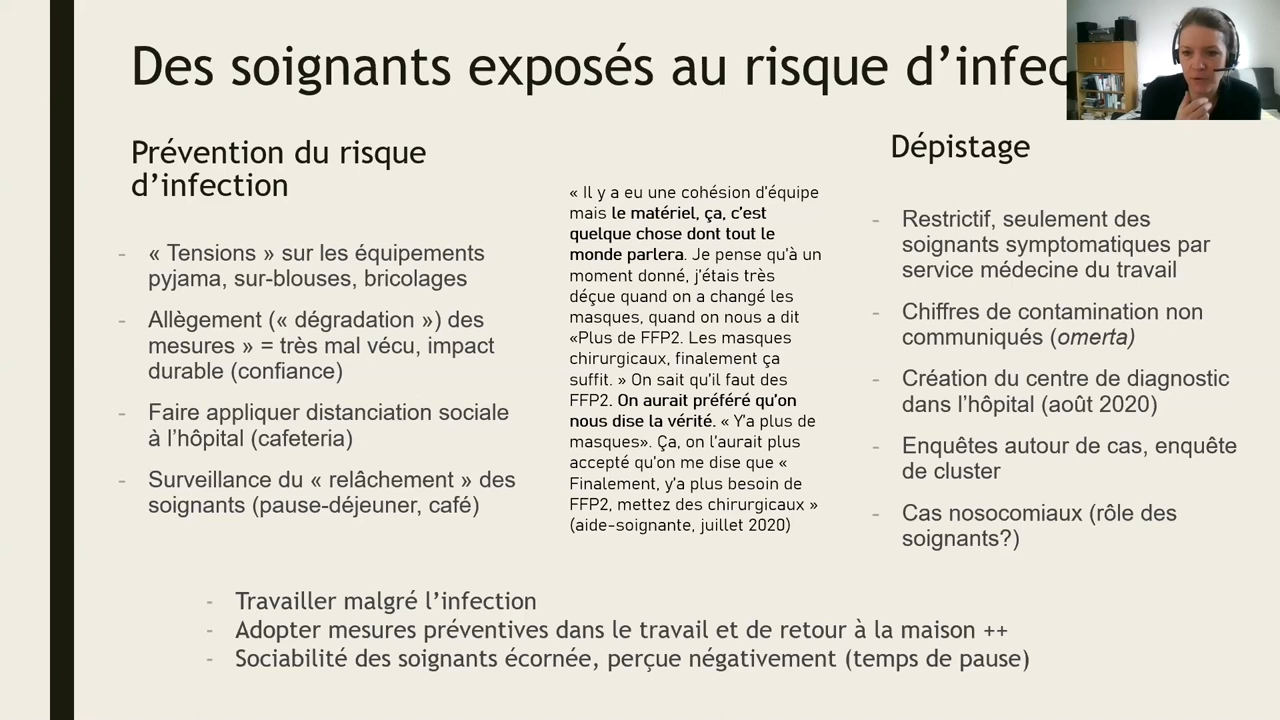 Des soignants exposés au risque d’infec
Prévention du risque
d’infection
- « Tensions » sur les équipements
pyjama, sur-blouses, bricolages
- Allègement (« dégradation ») des
mesures » = très mal vécu, impact
durable (confiance)
- Faire appliquer distanciation sociale
à l’hôpital (cafeteria)
- Surveillance du « relâchement » des
soignants (pause-déjeuner, café)
« Il y a eu une cohésion d’équipe
mais le matériel, ça, c’est
quelque chose dont tout le
monde parlera. Je pense qu’à un
moment donné, j’étais très
déçue quand on a changé les
masques, quand on nous a dit
«Plus de FFP2. Les masques
chirurgicaux, finalement ça
suffit. » On sait qu’il faut des
FFP2. On aurait préféré qu’on
nous dise la vérité. « Y’a plus de
masques». Ça, on l’aurait plus
accepté qu’on me dise que «
Finalement, y’a plus besoin de
FFP2, mettez des chirurgicaux »
(aide-soignante, juillet 2020)
Dépistage
- Restrictif, seulement des
soignants symptomatiques par
service médecine du travail
- Chiffres de contamination non
communiqués (omerta)
- Création du centre de diagnostic
dans l’hôpital (août 2020)
- Enquêtes autour de cas, enquête
de cluster
- Cas nosocomiaux (rôle des
soignants?)
- Travailler malgré l’infection
- Adopter mesures préventives dans le travail et de retour à la maison ++
- Sociabilité des soignants écornée, perçue négativement (temps de pause)